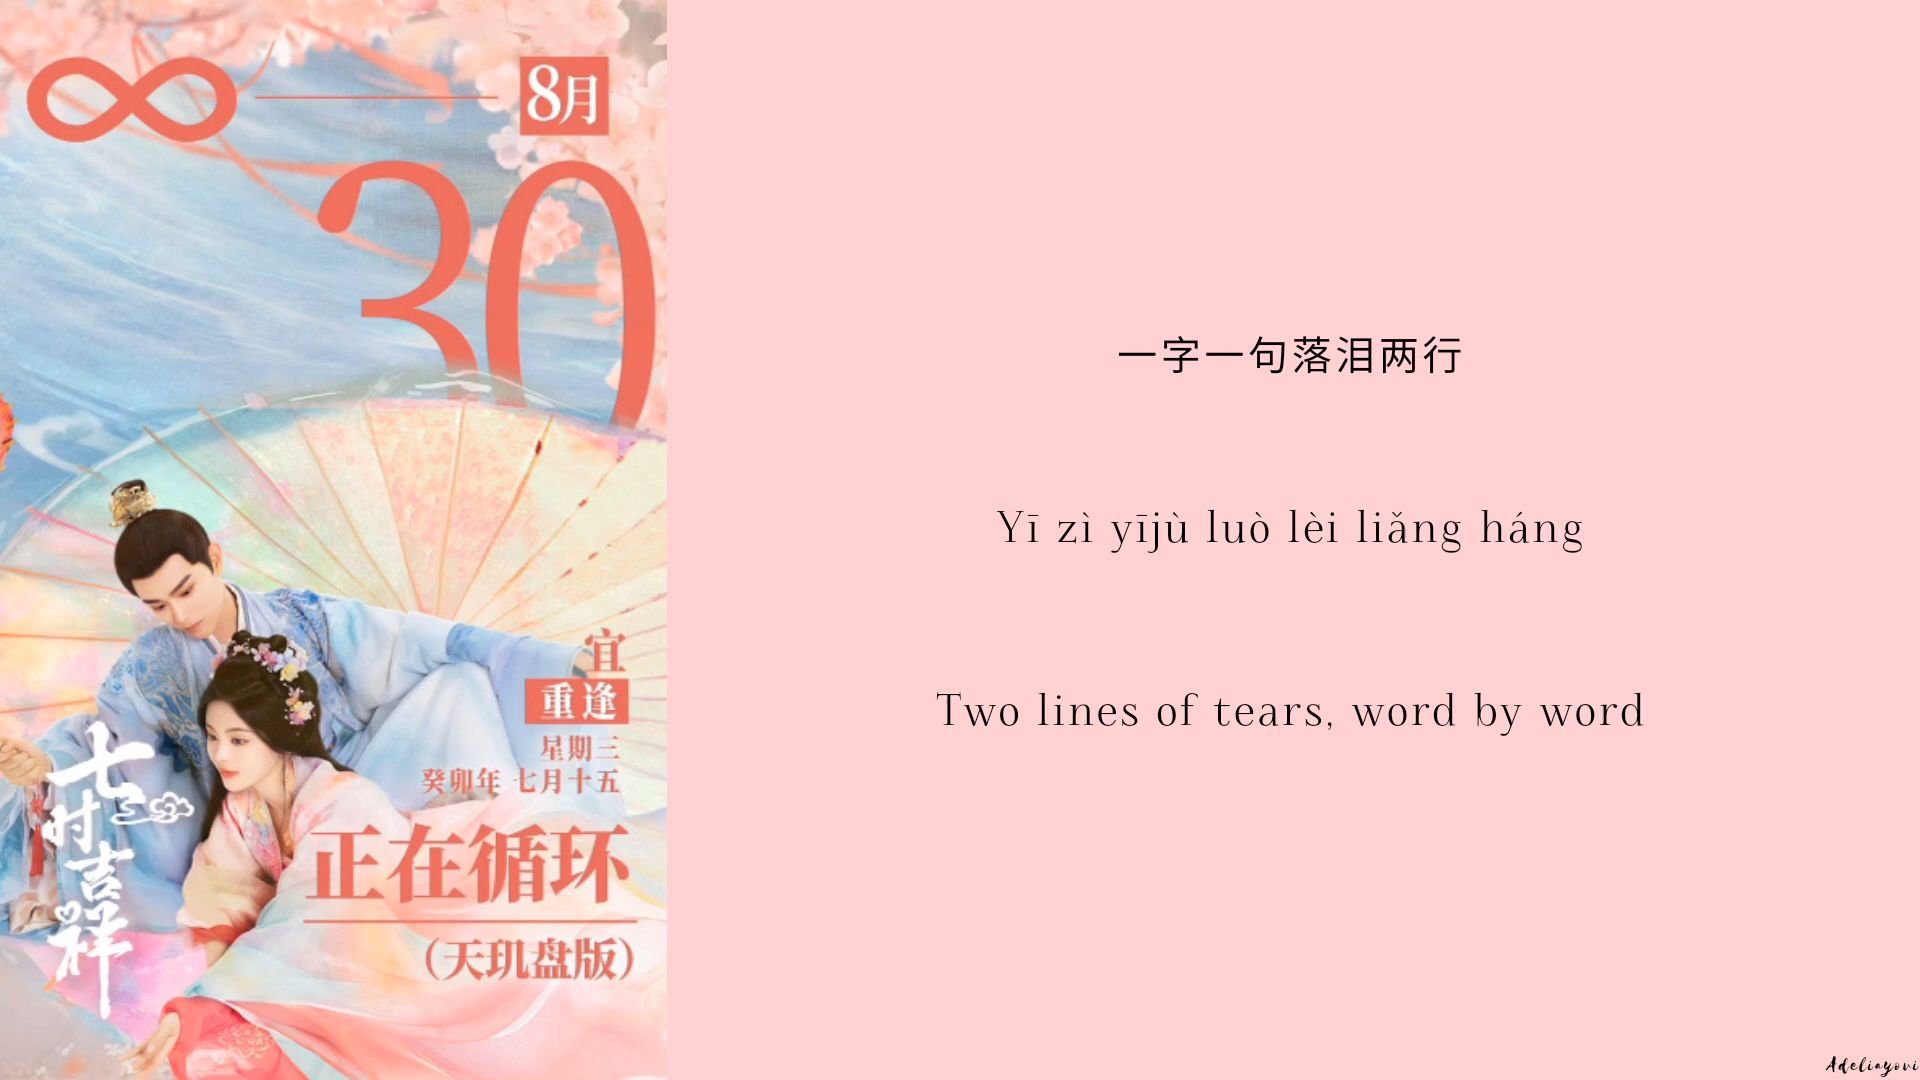 8月
30
宜
重逢
星期三
癸卯年 七月十五
七时吉祥
正在循环
（天玑盘版）
一字一句落泪两行
Yī zì yījù luò lèi liǎng háng
Two lines of tears, word by word
Adeliayovi